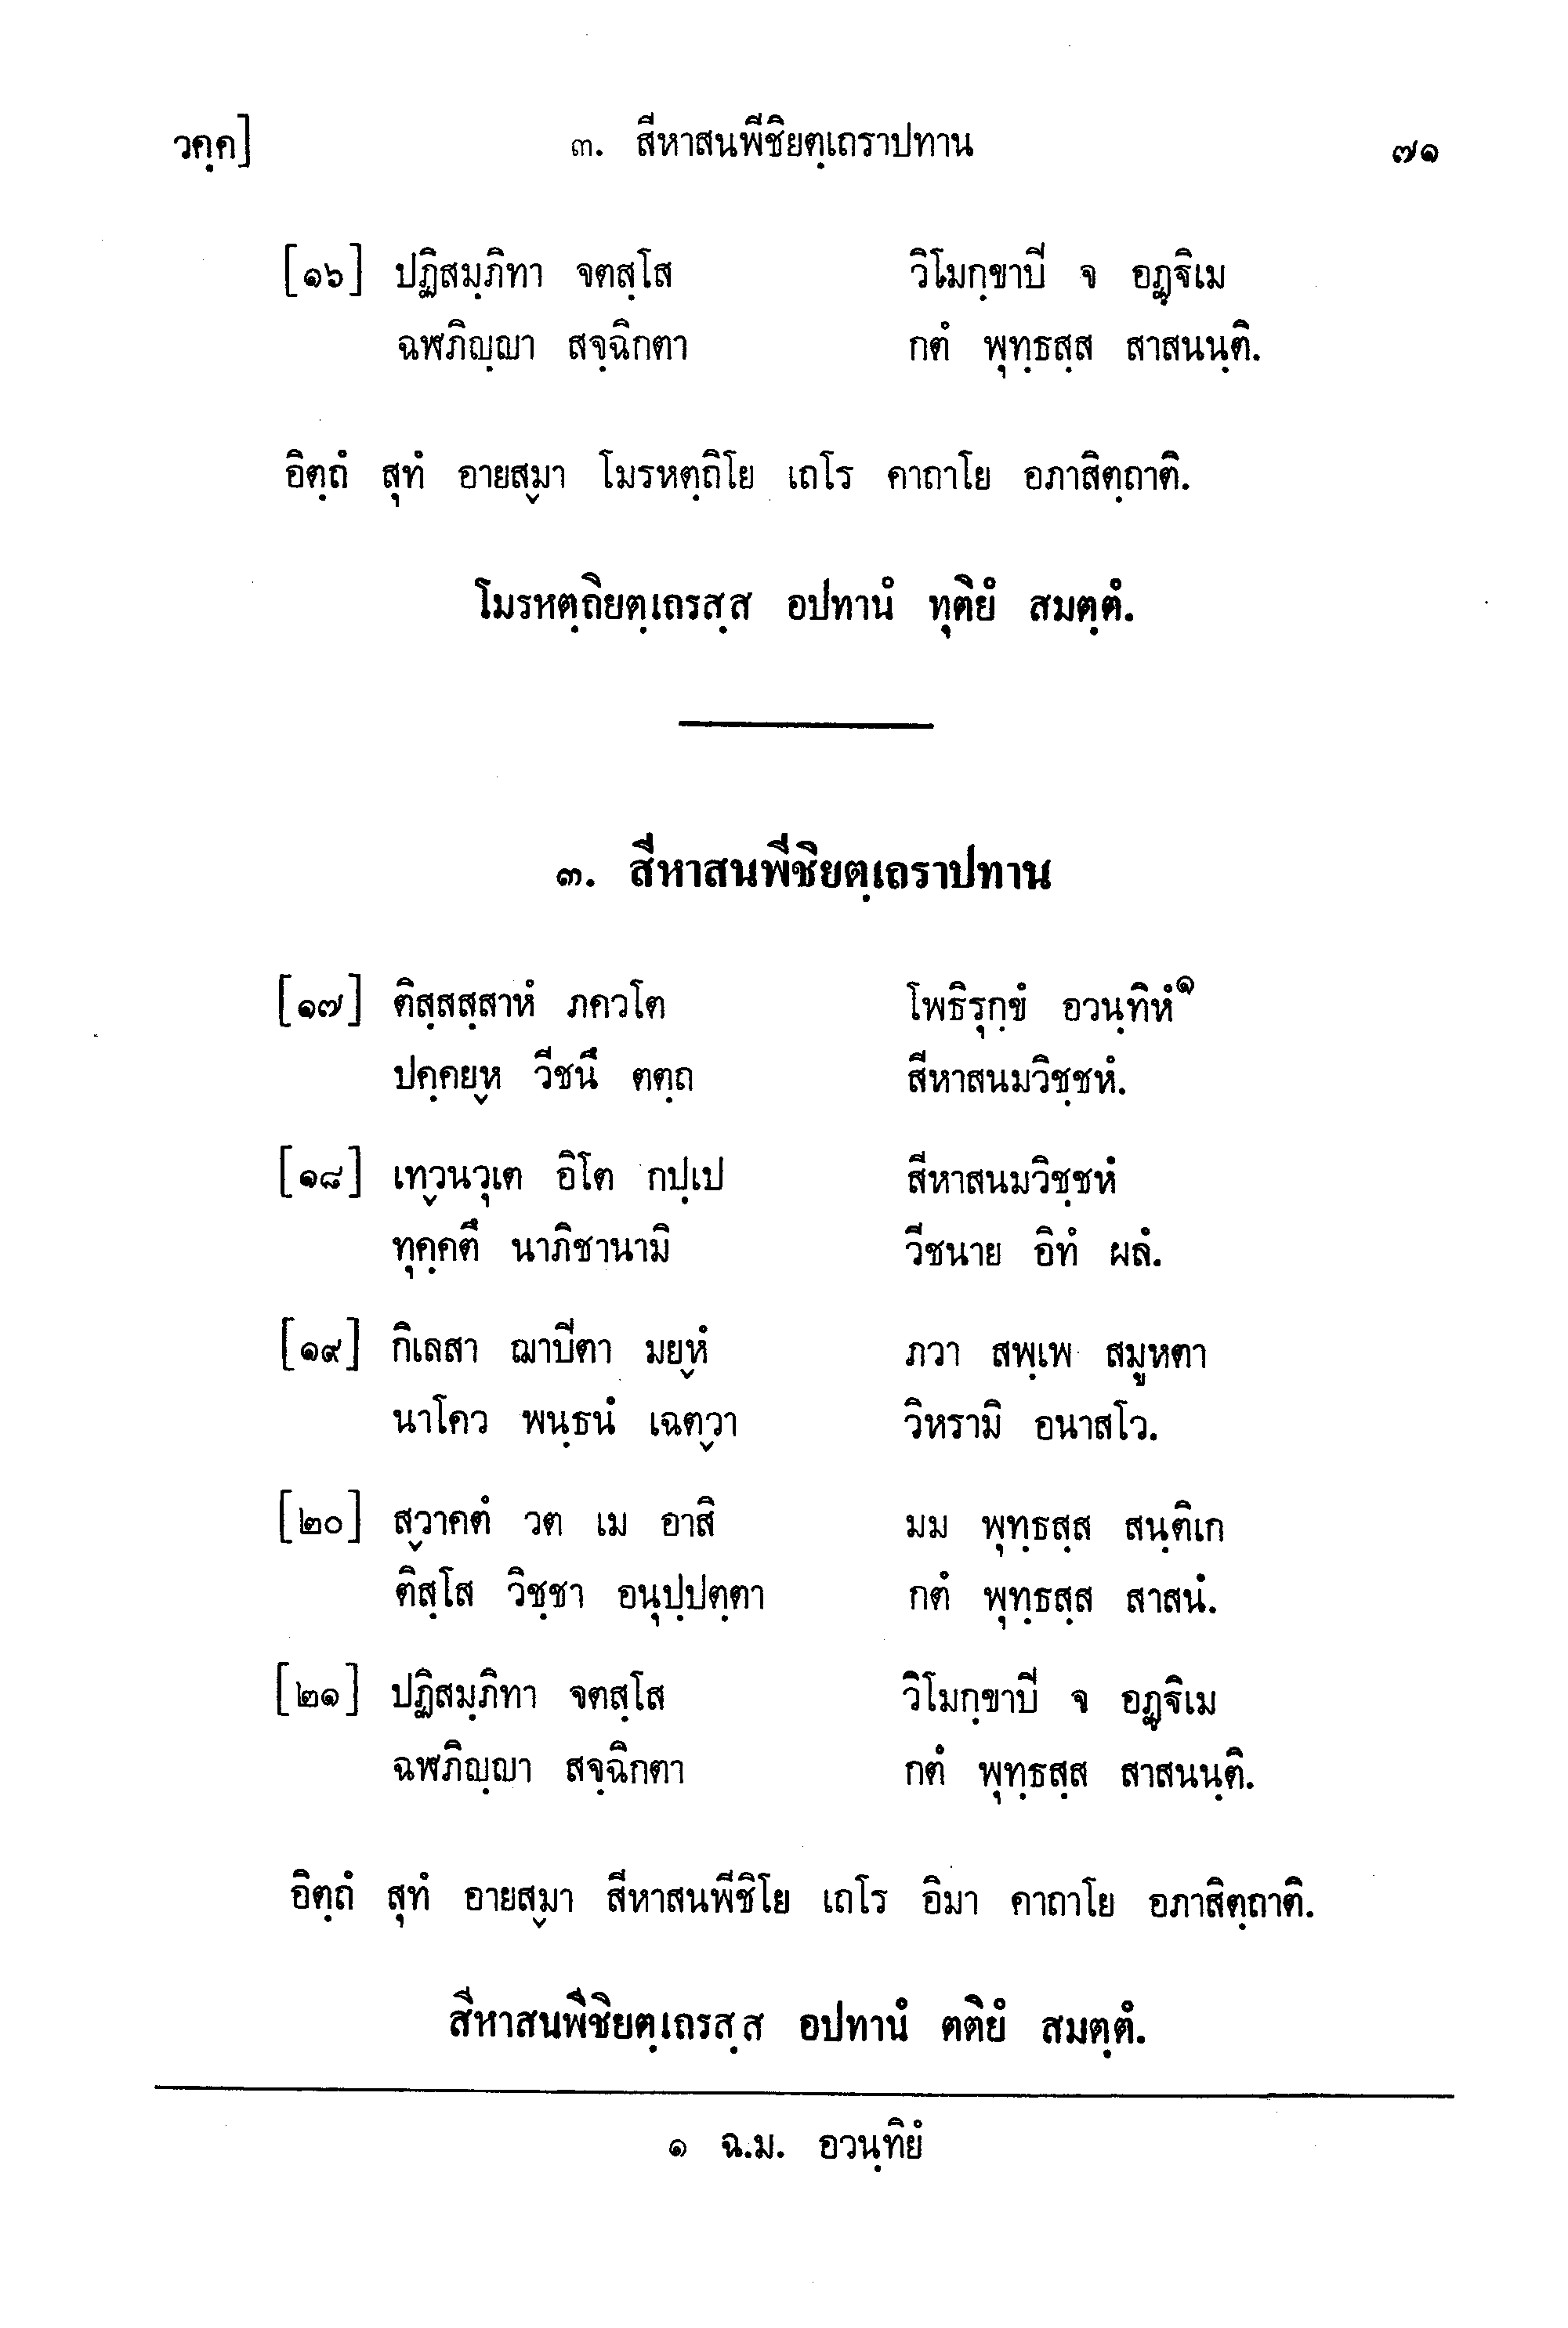 วคฺค] ๓. สีหาสนพีชิยตฺเถราปทาน ๗๑
[๑๖] ปฏิสมฺภิทา จตสฺโส วิโมกฺขาปิ จ อฏฺฐิเม
ฉฬภิญฺญา สจฺฉิกตา กตํ พุทฺธสฺส สาสนนฺติ.
อิตฺถํ สุทํ อายสฺมา โมรหตฺถิโย เถโร คาถาโย อภาสิตฺถาติ.
โมรหตฺถิยตฺเถรสฺส อปทานํ ทุติยํ สมตฺตํ.
๓. สีหาสนพีชิยตฺเถราปทาน
[๑๗] ติสฺสสฺสาหํ ภควโต โพธิรุกฺขํ อวนฺทิหํ๑
ปคฺคยฺห วีชนึ ตตฺถ สีหาสนมวิชฺชหํ.
[๑๘] เทฺวนวุเต อิโต กปฺเป สีหาสนมวิชฺชหํ
ทุคฺคตึ นาภิชานามิ วีชนาย อิทํ ผลํ.
[๑๙] กิเลสา ฌาปิตา มยฺหํ ภวา สพฺเพ สมูหตา
นาโคว พนฺธนํ เฉตฺวา วิหรามิ อนาสโว.
[๒๐] สฺวาคตํ วต เม อาสิ มม พุทฺธสฺส สนฺติเก
ติสฺโส วิชฺชา อนุปฺปตฺตา กตํ พุทฺธสฺส สาสนํ.
[๒๑] ปฏิสมฺภิทา จตสฺโส วิโมกฺขาปิ จ อฏฺฐิเม
ฉฬภิญฺญา สจฺฉิกตา กตํ พุทฺธสฺส สาสนนฺติ.
อิตฺถํ สุทํ อายสฺมา สีหาสนพีชิโย เถโร อิมา คาถาโย อภาสิตฺถาติ.
สีหาสนพีชิยตฺเถรสฺส อปทานํ ตติยํ สมตฺตํ.
๑ ฉ.ม. อวนฺทิยํ